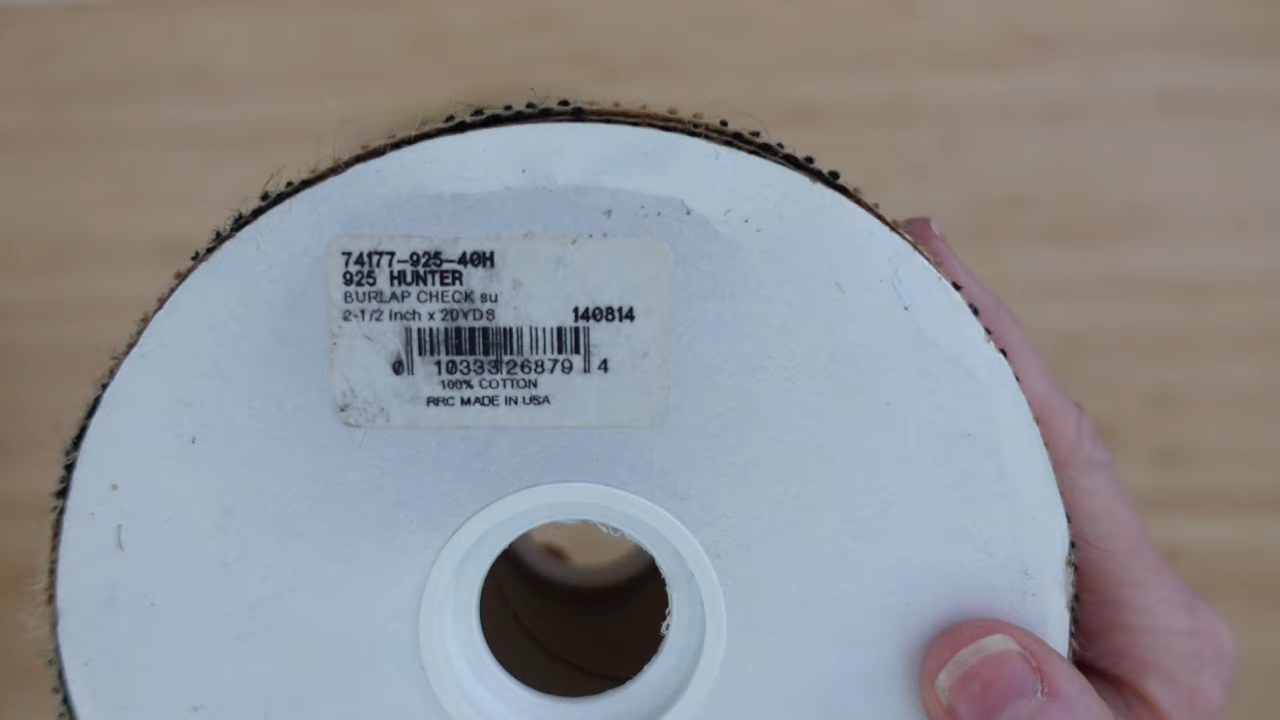 74177-925-40H
925 HUNTER
BURLAP CHECK su
2-1/2 Inch x 20YDS 140814
0 10333 26879 4
100% COTTON
RRC MADE IN USA